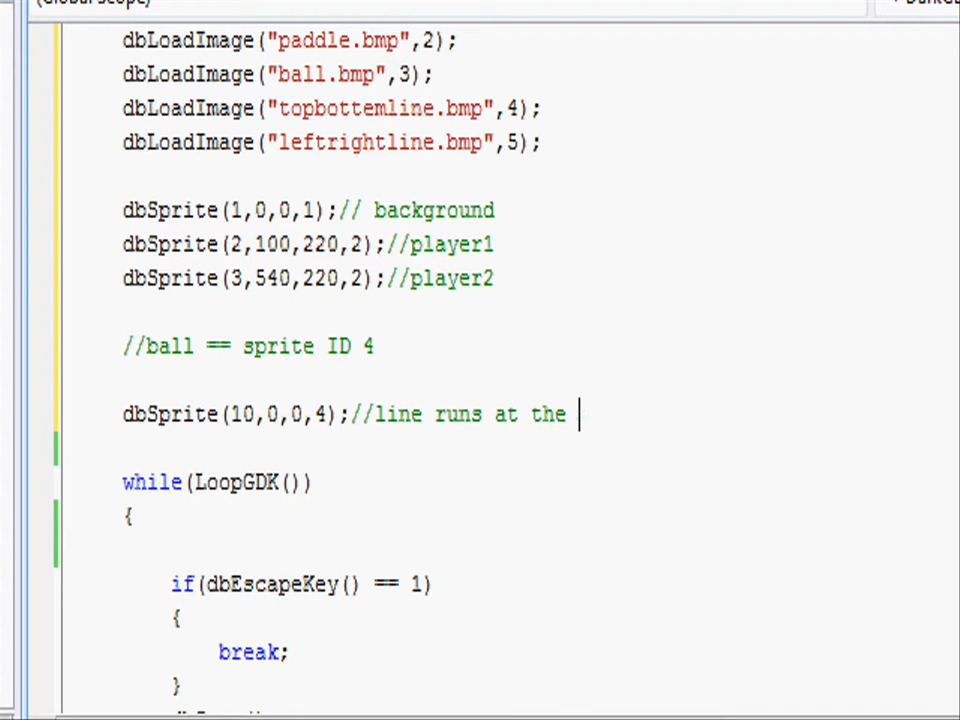 dbLoadImage("paddle.bmp",2);
dbLoadImage("ball.bmp",3);
dbLoadImage("topbottemline.bmp",4);
dbLoadImage("leftrightline.bmp",5);
dbSprite(1,0,0,1);// background
dbSprite(2,100,220,2);//player1
dbSprite(3,540,220,2);//player2
//ball == sprite ID 4
dbSprite(10,0,0,4);//line runs at the
while(LoopGDK())
{
if(dbEscapeKey() == 1)
{
break;
}